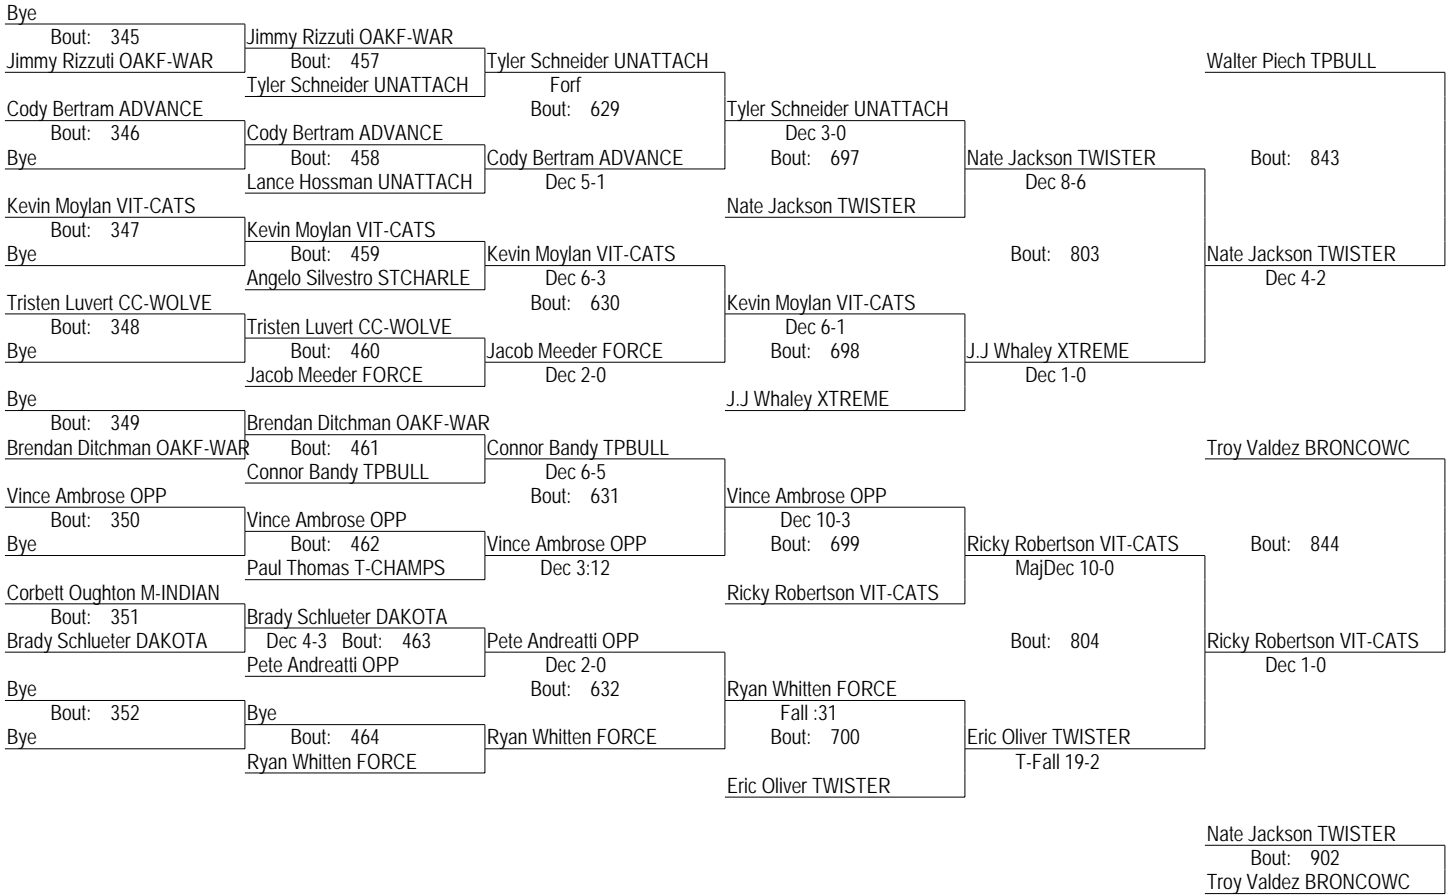 Bye
Bout: 345
Jimmy Rizzuti OAKF-WAR
Cody Bertram ADVANCE
Bout: 346
Bye
Kevin Moylan VIT-CATS
Bout: 347
Bye
Tristen Luvert CC-WOLVE
Bout: 348
Bye
Bye
Bout: 349
Brendan Ditchman OAKF-WAR
Vince Ambrose OPP
Bout: 350
Bye
Corbett Oughton M-INDIAN
Bout: 351
Brady Schlueter DAKOTA
Bye
Bout: 352
Bye
Jimmy Rizzuti OAKF-WAR
Bout: 457
Tyler Schneider UNATTACH
Cody Bertram ADVANCE
Bout: 458
Lance Hossman UNATTACH
Kevin Moylan VIT-CATS
Bout: 459
Angelo Silvestro STCHARLE
Tristen Luvert CC-WOLVE
Bout: 460
Jacob Meeder FORCE
Brendan Ditchman OAKF-WAR
Bout: 461
Connor Bandy TPBULL
Vince Ambrose OPP
Bout: 462
Paul Thomas T-CHAMPS
Brady Schlueter DAKOTA
Dec 4-3 Bout: 463
Pete Andreatti OPP
Bye
Bout: 464
Ryan Whitten FORCE
Tyler Schneider UNATTACH
Forf
Bout: 629
Cody Bertram ADVANCE
Dec 5-1
Kevin Moylan VIT-CATS
Dec 6-3
Bout: 630
Jacob Meeder FORCE
Dec 2-0
Connor Bandy TPBULL
Dec 6-5
Bout: 631
Vince Ambrose OPP
Dec 3:12
Pete Andreatti OPP
Dec 2-0
Bout: 632
Ryan Whitten FORCE
Tyler Schneider UNATTACH
Dec 3-0
Bout: 697
Nate Jackson TWISTER
Kevin Moylan VIT-CATS
Dec 6-1
Bout: 698
J.J Whaley XTREME
Vince Ambrose OPP
Dec 10-3
Bout: 699
Ricky Robertson VIT-CATS
Ryan Whitten FORCE
Fall :31
Bout: 700
Eric Oliver TWISTER
Nate Jackson TWISTER
Dec 8-6
Bout: 803
J.J Whaley XTREME
Dec 1-0
Ricky Robertson VIT-CATS
MajDec 10-0
Bout: 804
Eric Oliver TWISTER
T-Fall 19-2
Walter Piech TPBULL
Bout: 843
Nate Jackson TWISTER
Dec 4-2
Troy Valdez BRONCOWC
Bout: 844
Ricky Robertson VIT-CATS
Dec 1-0
Nate Jackson TWISTER
Bout: 902
Troy Valdez BRONCOWC